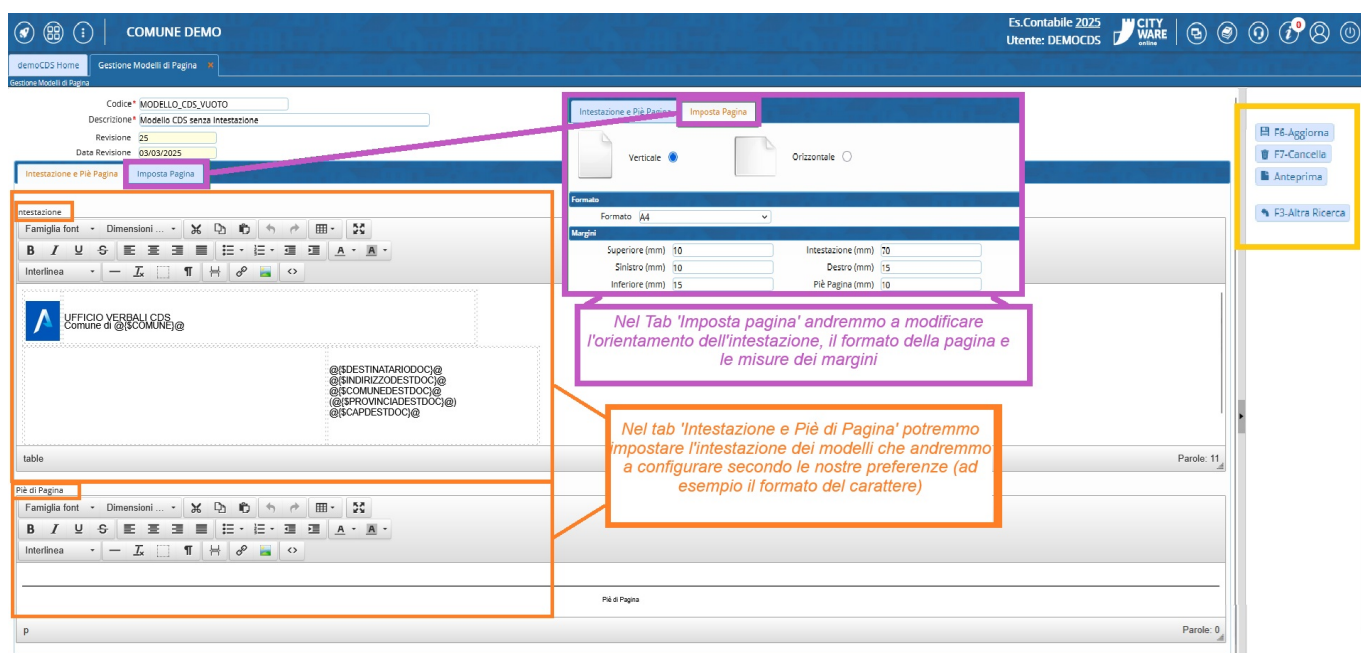 COMUNE DEMO
Es.Contabile 2025
Utente: DEMOCDS
CITY
WARE
online
0
demoCDS Home
Gestione Modelli di Pagina ×
Gestione Modelli di Pagina
Codice* MODELLO_CDS_VUOTO
Descrizione* Modello CDS senza Intestazione
Revisione 25
Data Revisione 03/03/2025
Intestazione e Piè Pagina
Imposta Pagina
Intestazione e Piè Pagina
Imposta Pagina
Verticale
Orizzontale
Formato
Formato A4
Margini
Superiore (mm) 10 Intestazione (mm) 70
Sinistro (mm) 10 Destro (mm) 15
Inferiore (mm) 15 Piè Pagina (mm) 10
F6-Aggiorna
F7-Cancella
Anteprima
F3-Altra Ricerca
Nel Tab 'Imposta pagina' andremmo a modificare
l'orientamento dell'intestazione, il formato della pagina e
le misure dei margini
Intestazione
Famiglia font Dimensioni ...
B I U S A A
Interlinea
UFFICIO VERBALI CDS
Comune di @{$COMUNE}@
@{$DESTINATARIODOC}@
@{$INDIRIZZODESTDOC}@
@{$COMUNEDESTDOC}@
(@{$PROVINCIADESTDOC}@)
@{$CAPDESTDOC}@
table
Parole: 11
Nel tab 'Intestazione e Piè di Pagina' potremmo
impostare l'intestazione dei modelli che andremmo
a configurare secondo le nostre preferenze (ad
esempio il formato del carattere)
Piè di Pagina
Famiglia font Dimensioni ...
B I U S A A
Interlinea
Piè di Pagina
p
Parole: 0